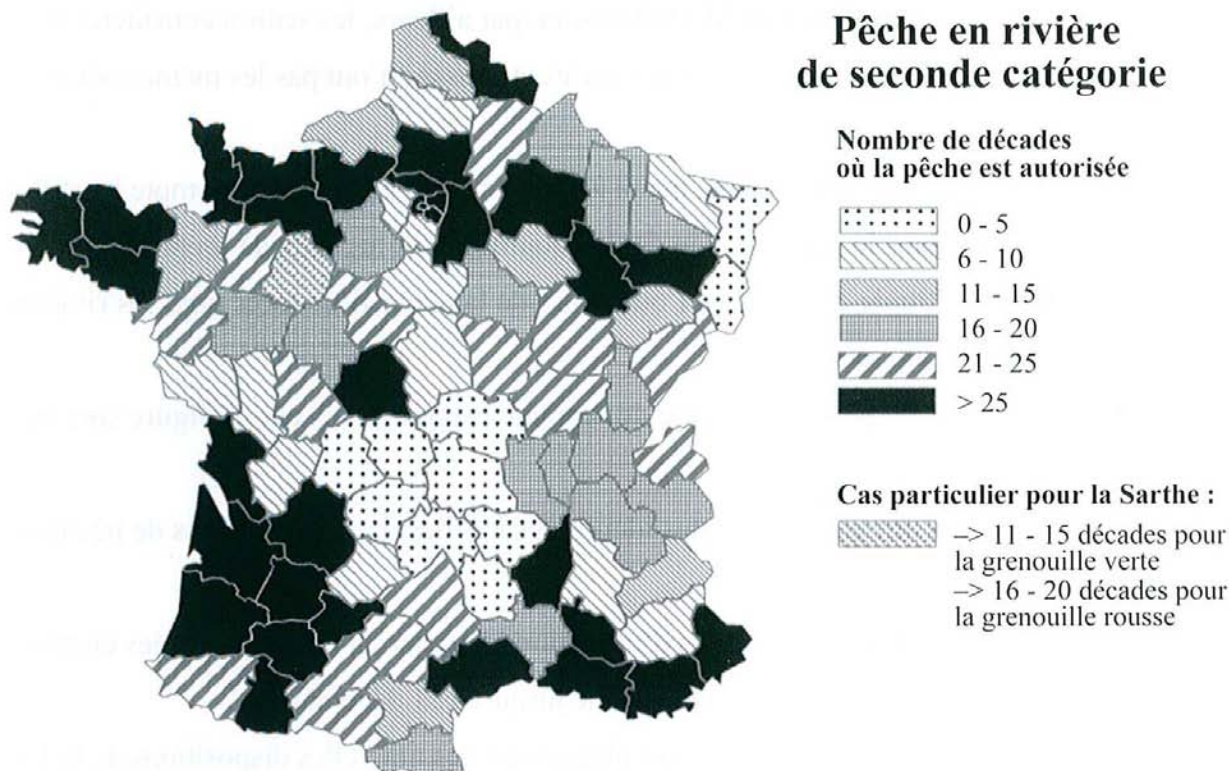 Pêche en rivière
de seconde catégorie
Nombre de décades
où la pêche est autorisée
0 - 5
6 - 10
11 - 15
16 - 20
21 - 25
> 25
Cas particulier pour la Sarthe :
–> 11 - 15 décades pour
la grenouille verte
–> 16 - 20 décades pour
la grenouille rousse